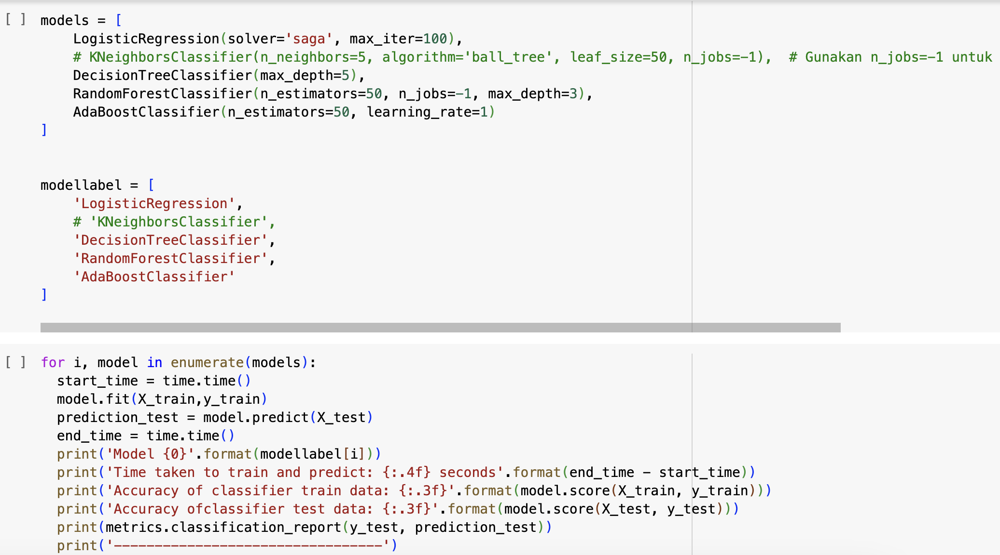 [ ] models = [
    LogisticRegression(solver='saga', max_iter=100),
    # KNeighborsClassifier(n_neighbors=5, algorithm='ball_tree', leaf_size=50, n_jobs=-1),  # Gunakan n_jobs=-1 untuk
    DecisionTreeClassifier(max_depth=5),
    RandomForestClassifier(n_estimators=50, n_jobs=-1, max_depth=3),
    AdaBoostClassifier(n_estimators=50, learning_rate=1)
]
modellabel = [
    'LogisticRegression',
    # 'KNeighborsClassifier',
    'DecisionTreeClassifier',
    'RandomForestClassifier',
    'AdaBoostClassifier'
]
[ ] for i, model in enumerate(models):
  start_time = time.time()
  model.fit(X_train,y_train)
  prediction_test = model.predict(X_test)
  end_time = time.time()
  print('Model {0}'.format(modellabel[i]))
  print('Time taken to train and predict: {:.4f} seconds'.format(end_time - start_time))
  print('Accuracy of classifier train data: {:.3f}'.format(model.score(X_train, y_train)))
  print('Accuracy ofclassifier test data: {:.3f}'.format(model.score(X_test, y_test)))
  print(metrics.classification_report(y_test, prediction_test))
  print('---------------------------------')